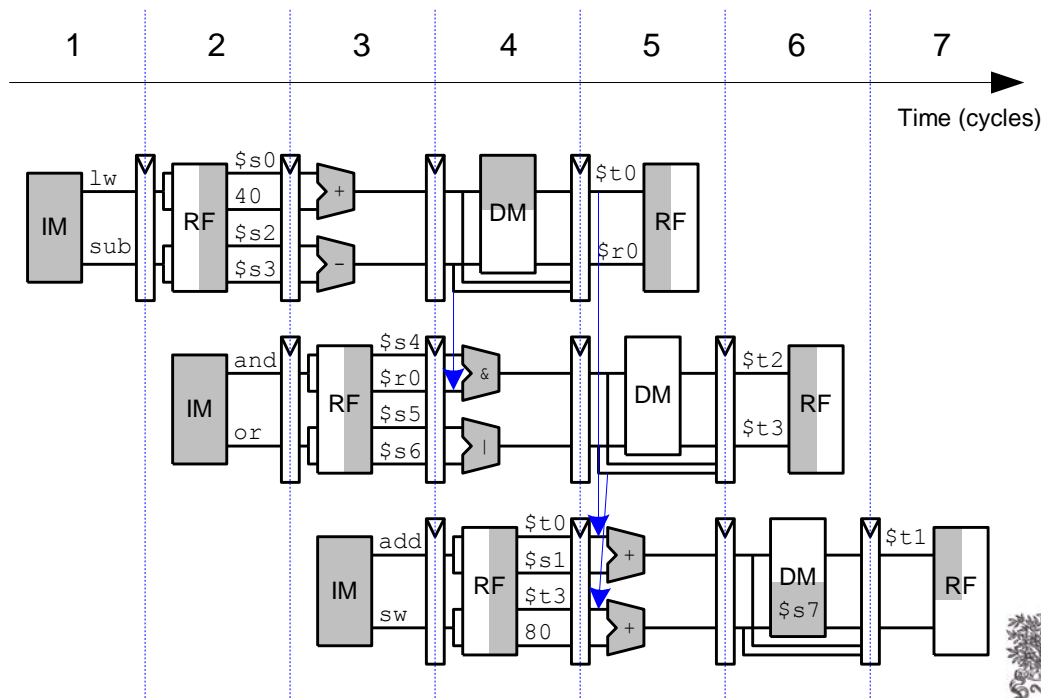 1 2 3 4 5 6 7
Time (cycles)
IM
lw
sub
RF
$s0
40
$s2
$s3
+
-
DM
$t0
$r0
RF
IM
and
or
RF
$s4
$r0
$s5
$s6
&
|
DM
$t2
$t3
RF
IM
add
sw
RF
$t0
$s1
$t3
80
+
+
DM
$s7
$t1
RF